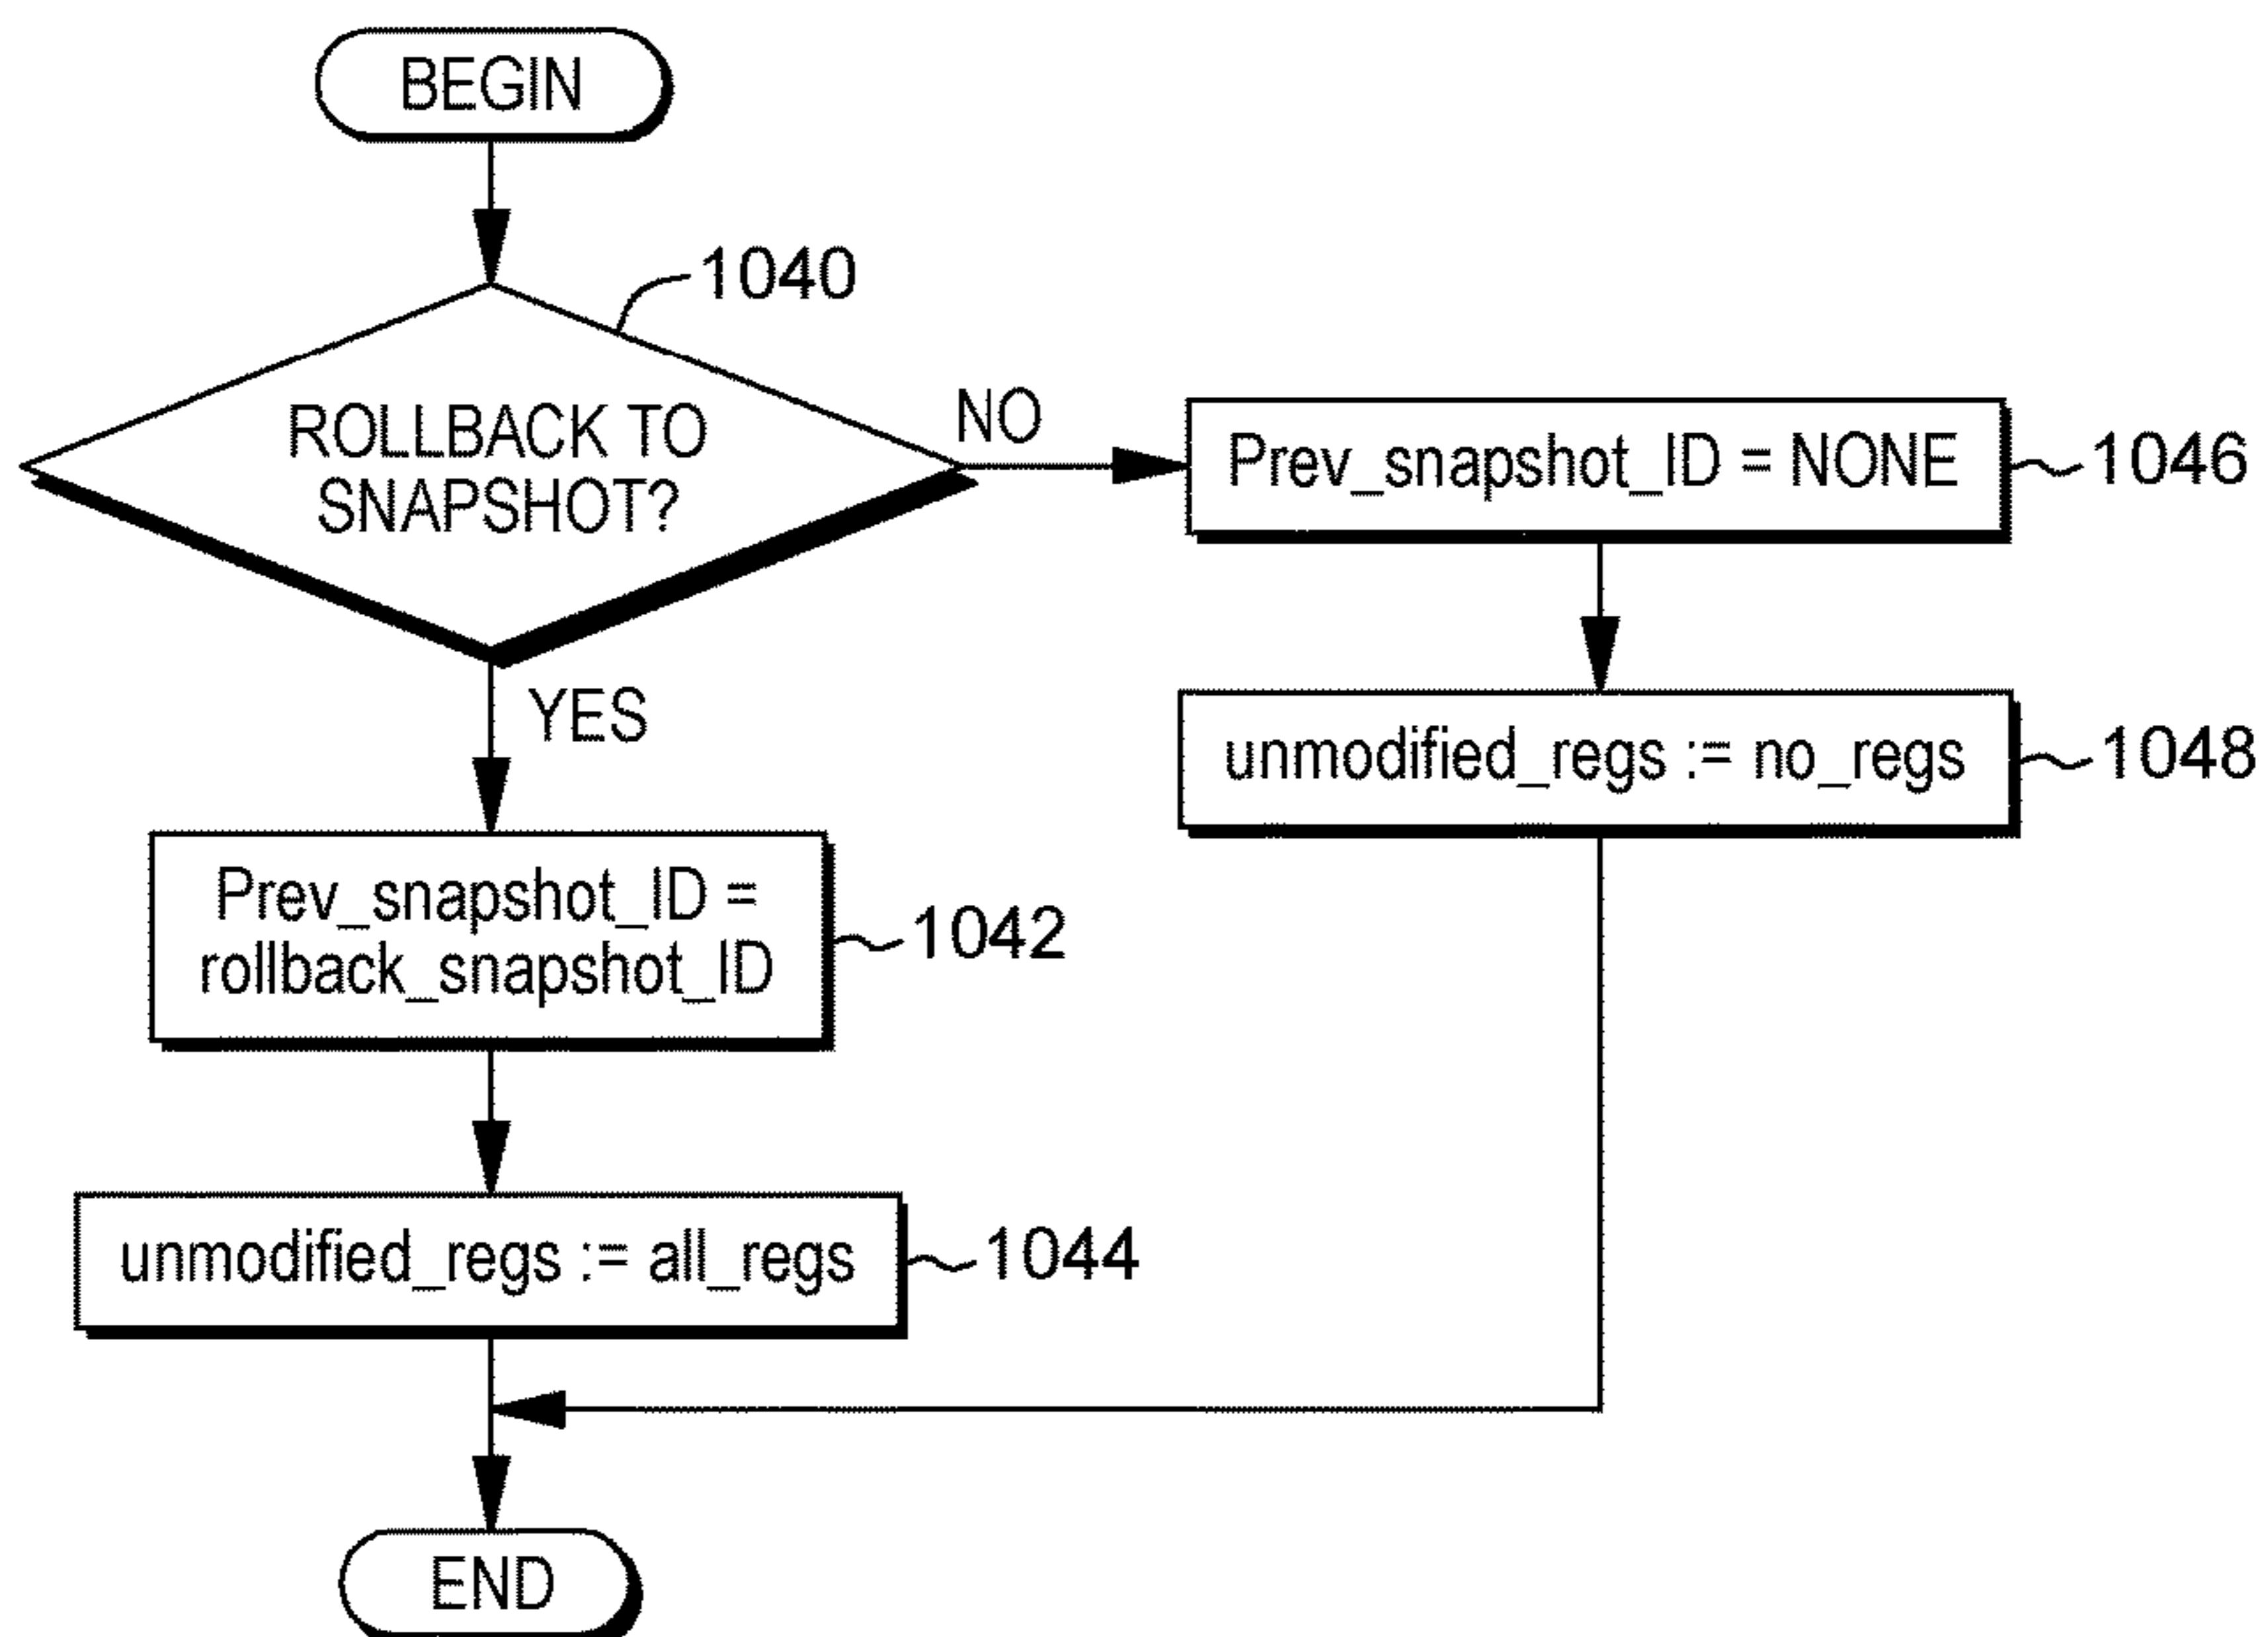 BEGIN
1040
ROLLBACK TO
SNAPSHOT?
NO
Prev_snapshot_ID = NONE
1046
YES
unmodified_regs := no_regs
1048
Prev_snapshot_ID =
rollback_snapshot_ID
1042
unmodified_regs := all_regs
1044
END